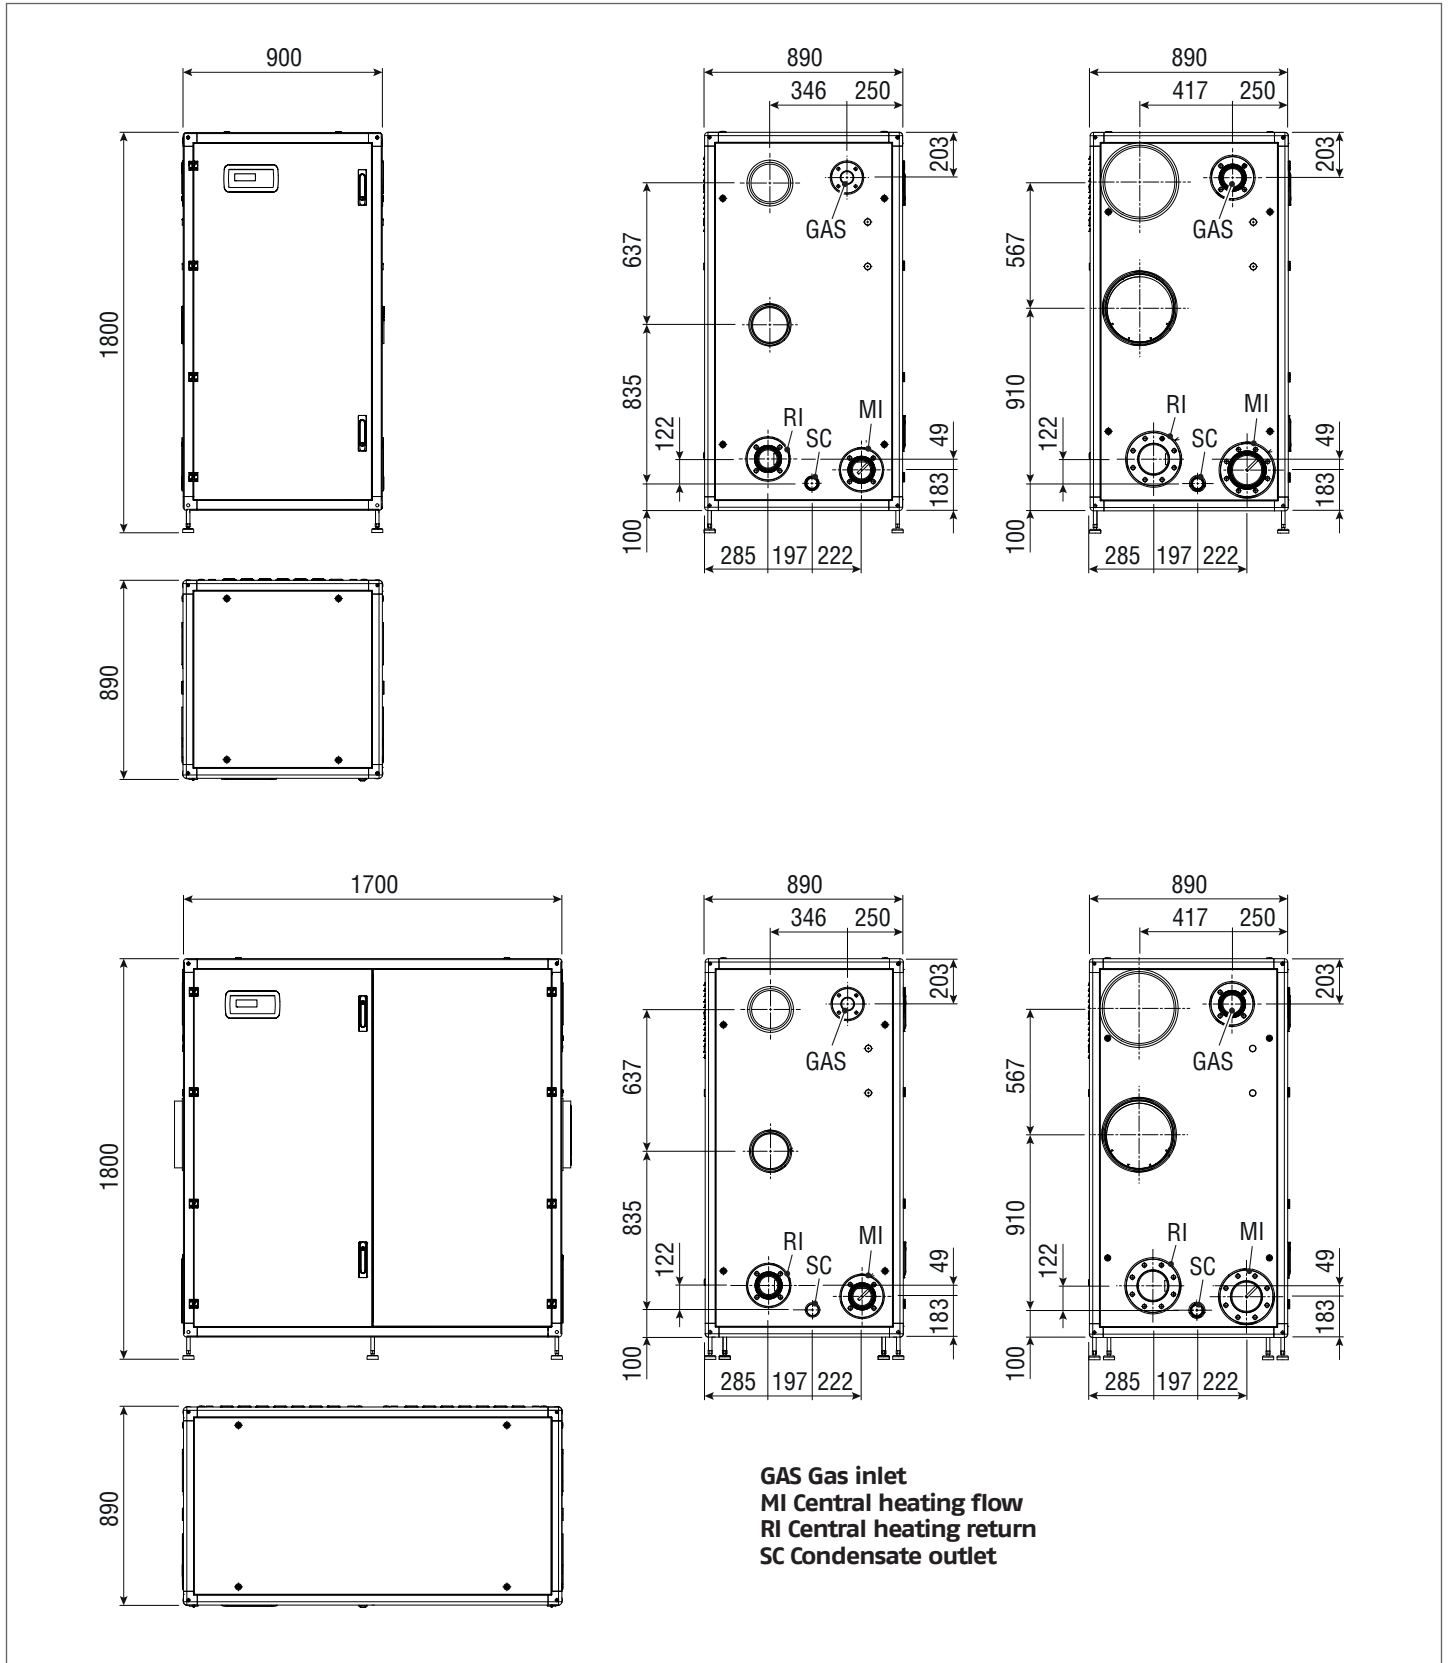 900
890
890
346 250
417 250
203
203
GAS
GAS
637
567
1800
835
910
RI
MI
RI
MI
SC
SC
122
49
122
49
183
183
100
100
285 197 222
285 197 222
890
1700
890
890
346 250
417 250
203
203
GAS
GAS
637
567
1800
835
910
RI
MI
RI
MI
SC
SC
122
49
122
49
183
183
100
100
285 197 222
285 197 222
890
GAS Gas inlet
MI Central heating flow
RI Central heating return
SC Condensate outlet